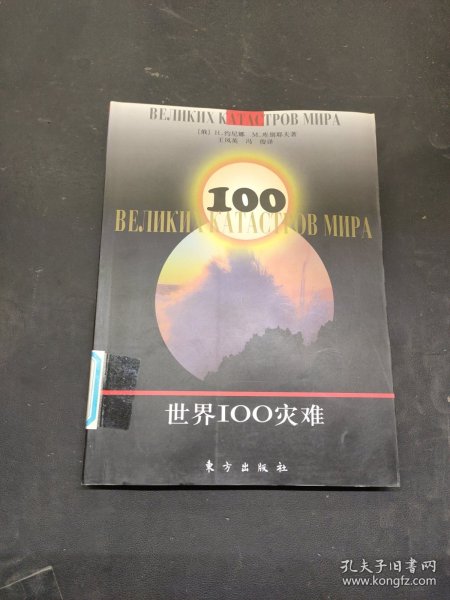 ВЕЛИКИХ КАТАСТРОВ МИРА
〔俄〕H.约尼娜 M.库别耶夫著
王凤英 冯俊译
100
ВЕЛИКИХ КАТАСТРОВ МИРА
世界100灾难
东方出版社
孔夫子旧书网
www.kongfz.com